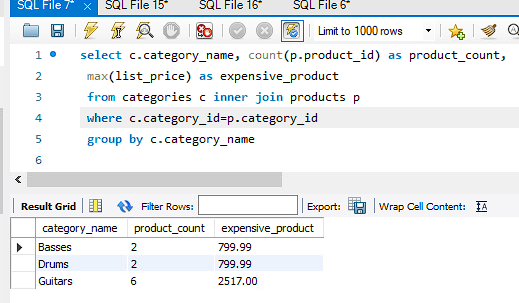 SQL File 7* SQL File 15* SQL File 16* SQL File 6*
Limit to 1000 rows
1 select c.category_name, count(p.product_id) as product_count,
2 max(list_price) as expensive_product
3 from categories c inner join products p
4 where c.category_id=p.category_id
5 group by c.category_name
6
Result Grid Filter Rows: Export: Wrap Cell Content:
category_name product_count expensive_product
Basses 2 799.99
Drums 2 799.99
Guitars 6 2517.00